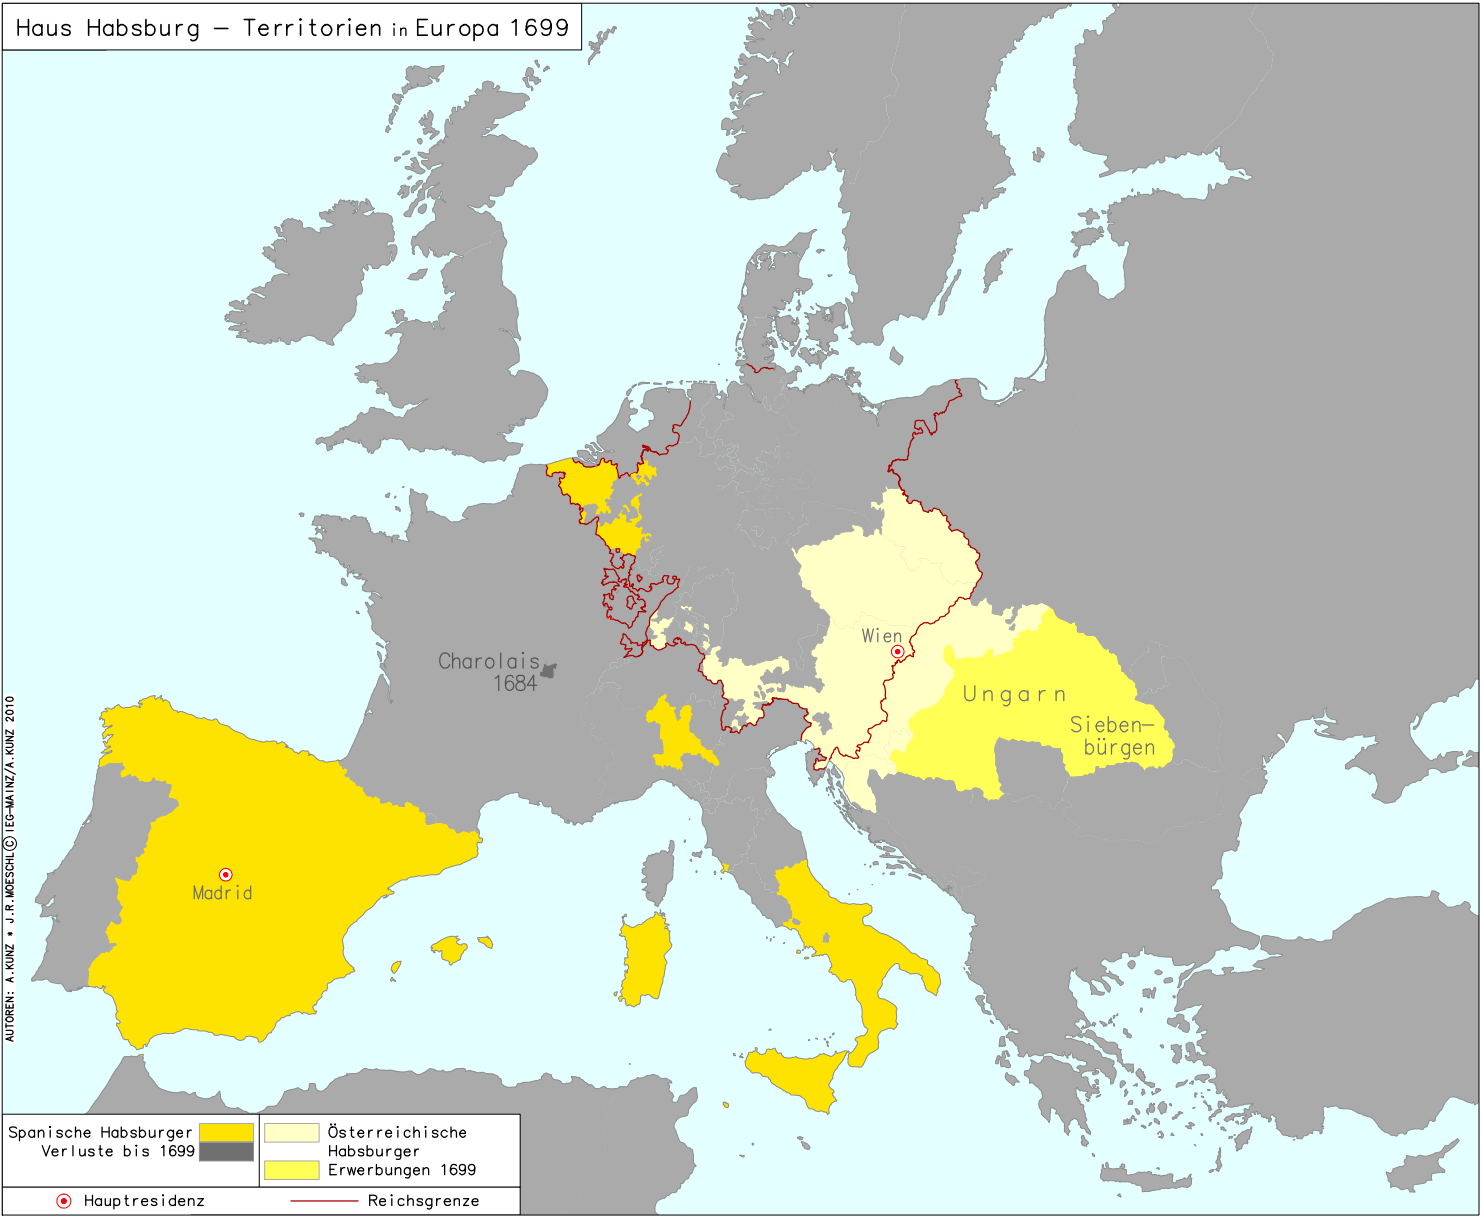 Haus Habsburg – Territorien in Europa 1699
Wien
Charolais
1684
Ungarn
Sieben–
bürgen
Madrid
AUTOREN: A.KUNZ * J.R.MOESCHL © IEG–MAINZ/A.KUNZ 2010
Spanische Habsburger
Verluste bis 1699
Österreichische
Habsburger
Erwerbungen 1699
Hauptresidenz
Reichsgrenze